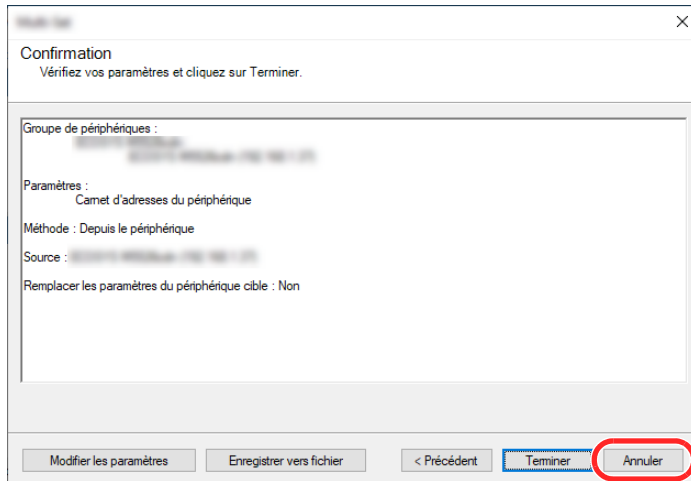 Confirmation
Vérifiez vos paramètres et cliquez sur Terminer.
Groupe de périphériques :
Paramètres :
Carnet d'adresses du périphérique
Méthode : Depuis le périphérique
Source :
Remplacer les paramètres du périphérique cible : Non
Modifier les paramètres
Enregistrer vers fichier
< Précédent
Terminer
Annuler